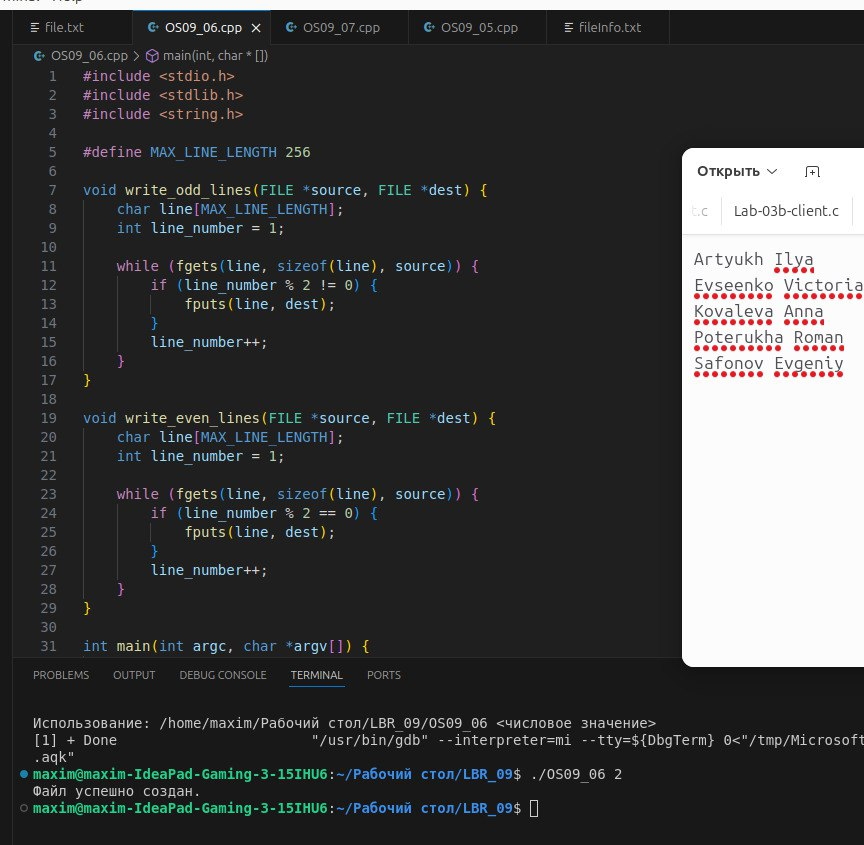 file.txt
OS09_06.cpp
OS09_07.cpp
OS09_05.cpp
fileInfo.txt
OS09_06.cpp > main(int, char * [])
1 #include <stdio.h>
2 #include <stdlib.h>
3 #include <string.h>
4
5 #define MAX_LINE_LENGTH 256
6
7 void write_odd_lines(FILE *source, FILE *dest) {
8 char line[MAX_LINE_LENGTH];
9 int line_number = 1;
10
11 while (fgets(line, sizeof(line), source)) {
12 if (line_number % 2 != 0) {
13 fputs(line, dest);
14 }
15 line_number++;
16 }
17 }
18
19 void write_even_lines(FILE *source, FILE *dest) {
20 char line[MAX_LINE_LENGTH];
21 int line_number = 1;
22
23 while (fgets(line, sizeof(line), source)) {
24 if (line_number % 2 == 0) {
25 fputs(line, dest);
26 }
27 line_number++;
28 }
29 }
30
31 int main(int argc, char *argv[]) {
Открыть
t.c
Lab-03b-client.c
Artyukh Ilya
Evseenko Victoria
Kovaleva Anna
Poterukha Roman
Safonov Evgeniy
PROBLEMS OUTPUT DEBUG CONSOLE TERMINAL PORTS
Использование: /home/maxim/Рабочий стол/LBR_09/OS09_06 <числовое значение>
[1] + Done "/usr/bin/gdb" --interpreter=mi --tty=${DbgTerm} 0<"/tmp/Microsoft
.aqk"
maxim@maxim-IdeaPad-Gaming-3-15IHU6:~/Рабочий стол/LBR_09$ ./OS09_06 2
Файл успешно создан.
maxim@maxim-IdeaPad-Gaming-3-15IHU6:~/Рабочий стол/LBR_09$